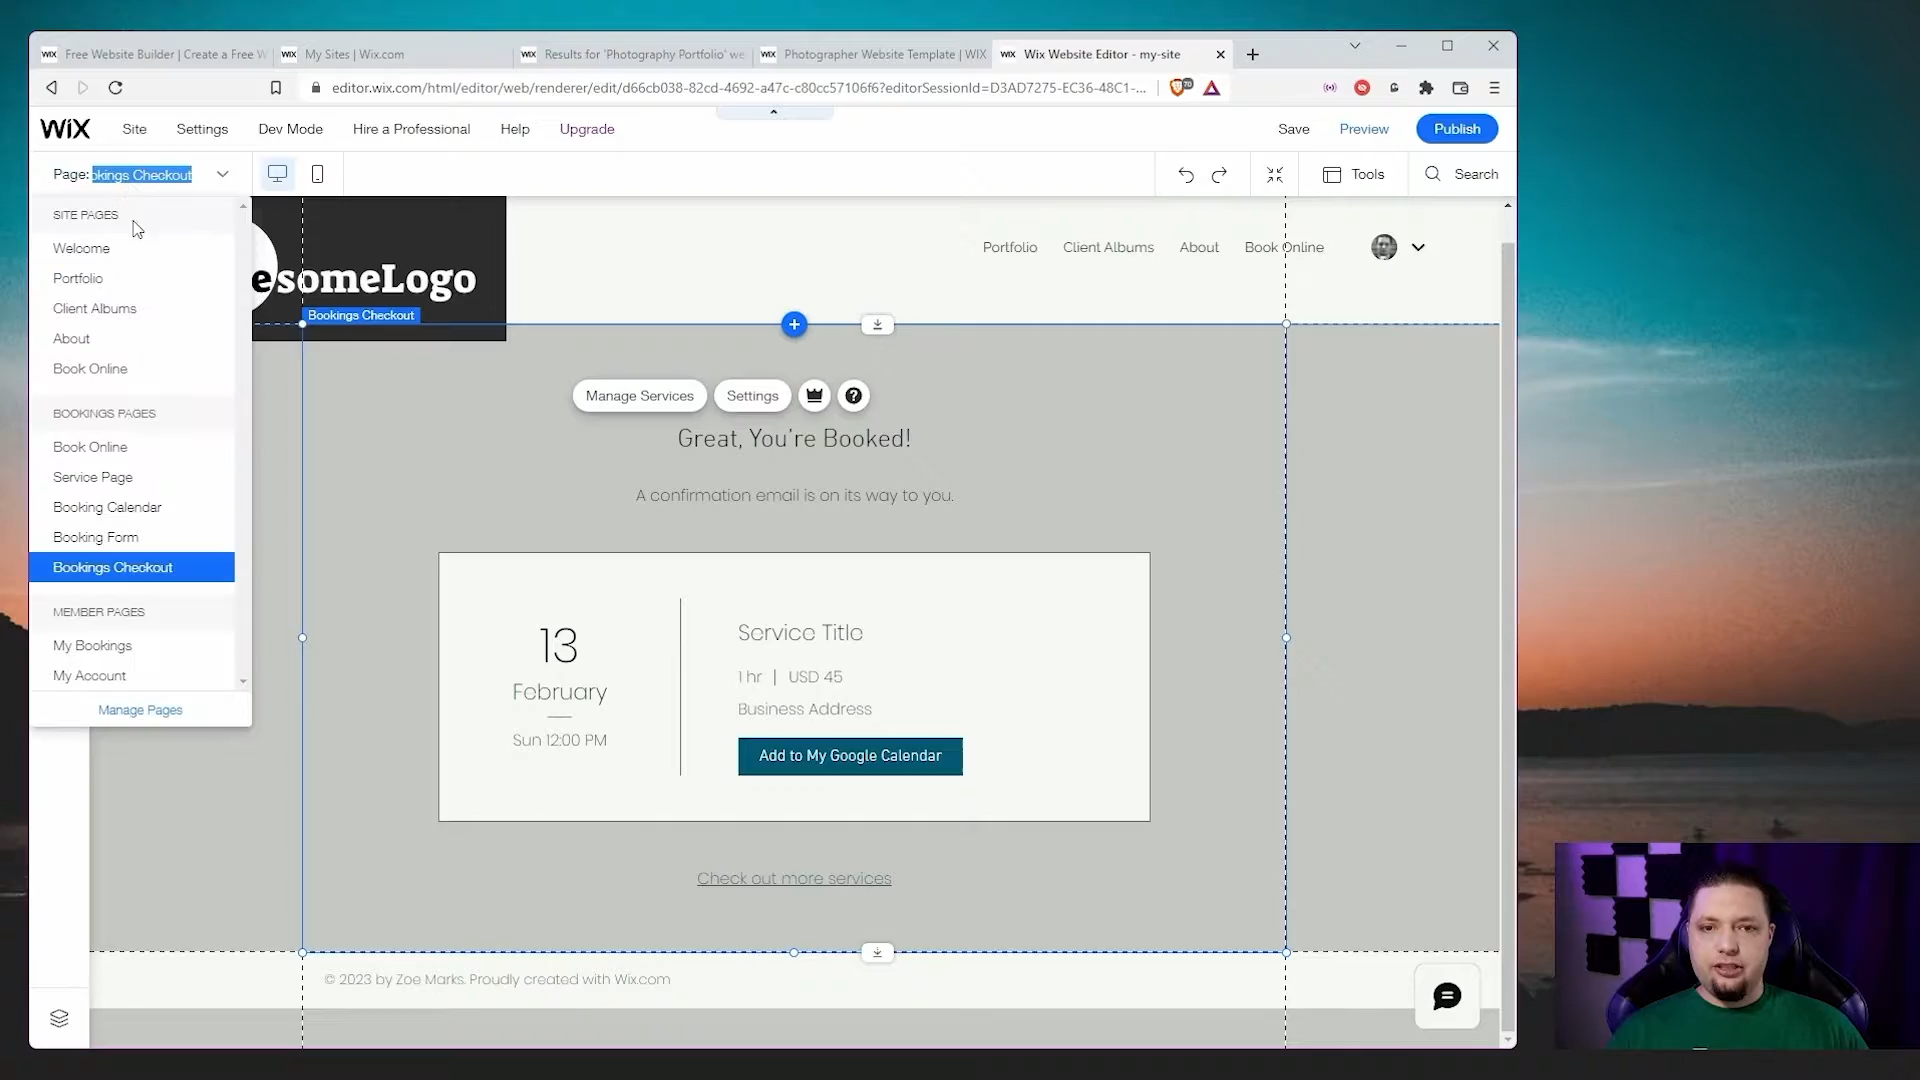 WIX Free Website Builder | Create a Free W
WIX My Sites | Wix.com
WIX Results for 'Photography Portfolio' we
WIX Photographer Website Template | WIX
WIX Wix Website Editor - my-site
editor.wix.com/html/editor/web/renderer/edit/d66cb038-82cd-4692-a47c-c80cc57106f6?editorSessionId=D3AD7275-EC36-48C1-...
WiX Site Settings Dev Mode Hire a Professional Help Upgrade Save Preview Publish
Page: okings Checkout Tools Search
SITE PAGES
Welcome
Portfolio
Client Albums
About
Book Online
BOOKINGS PAGES
Book Online
Service Page
Booking Calendar
Booking Form
Bookings Checkout
MEMBER PAGES
My Bookings
My Account
Manage Pages
esomeLogo
Portfolio Client Albums About Book Online
Bookings Checkout
Manage Services Settings ?
Great, You're Booked!
A confirmation email is on its way to you.
13
February
Sun 12:00 PM
Service Title
1 hr | USD 45
Business Address
Add to My Google Calendar
Check out more services
© 2023 by Zoe Marks. Proudly created with Wix.com